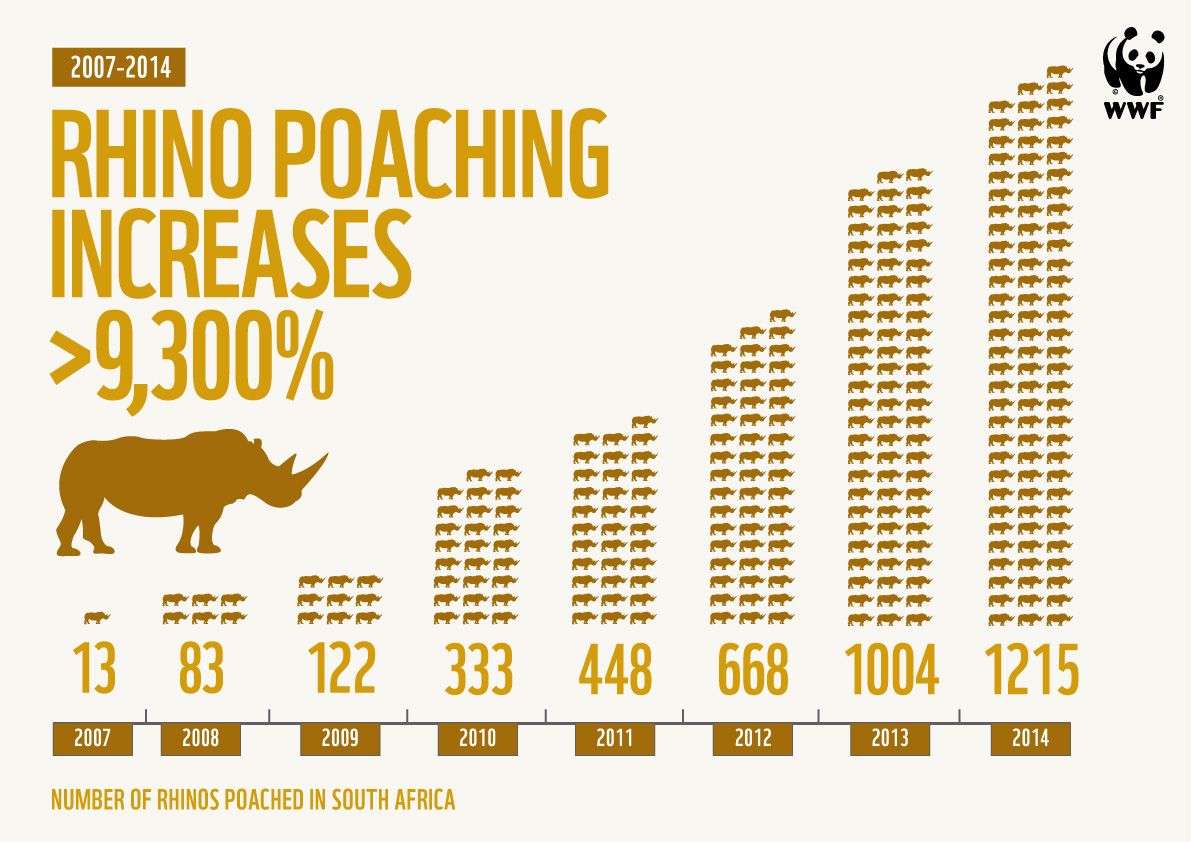 2007-2014
RHINO POACHING
INCREASES
>9,300%
© ®
WWF
13 83 122 333 448 668 1004 1215
2007 2008 2009 2010 2011 2012 2013 2014
NUMBER OF RHINOS POACHED IN SOUTH AFRICA